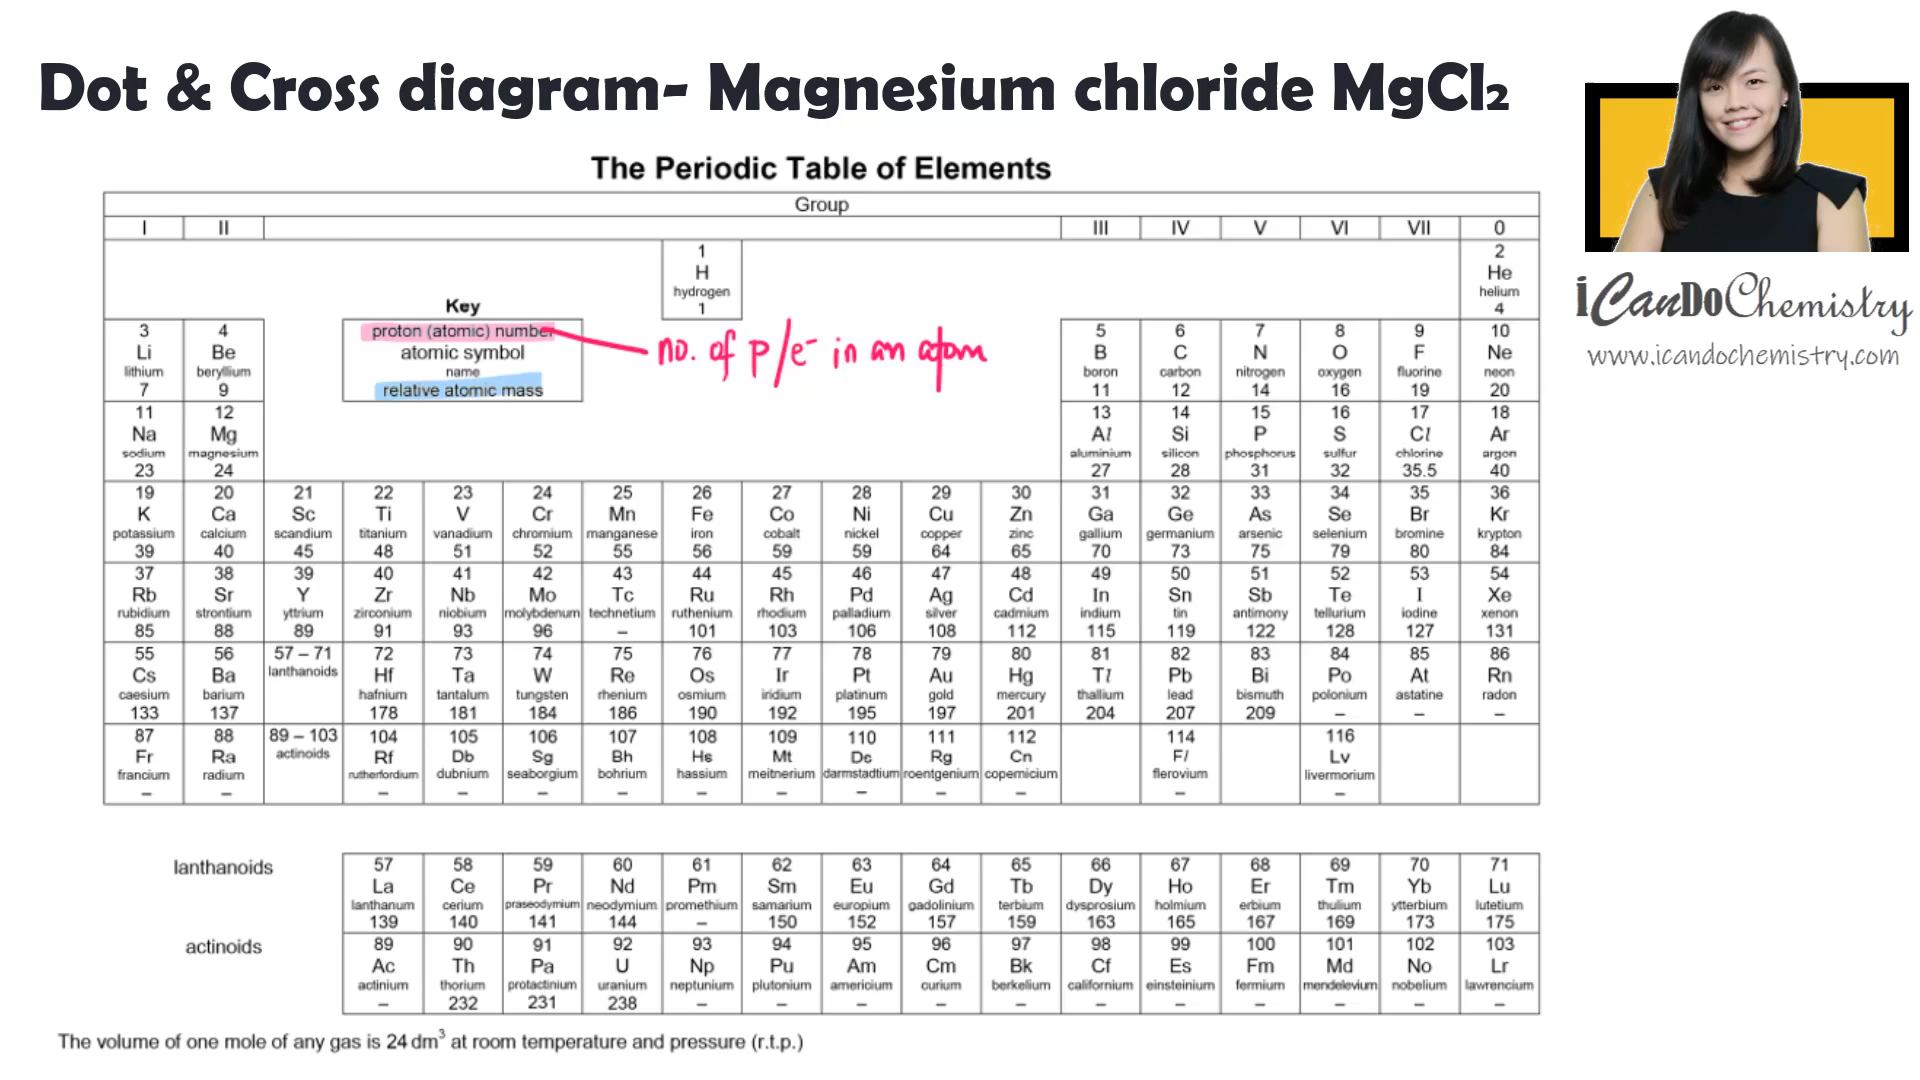 Dot & Cross diagram- Magnesium chloride MgCl₂
The Periodic Table of Elements
Group
I II III IV V VI VII 0
1 2
H He
hydrogen helium
1 4
Key
3 4 proton (atomic) number 5 6 7 8 9 10
Li Be atomic symbol B C N O F Ne
lithium beryllium name boron carbon nitrogen oxygen fluorine neon
7 9 relative atomic mass 11 12 14 16 19 20
no. of p/e⁻ in an atom
11 12 13 14 15 16 17 18
Na Mg Al Si P S Cl Ar
sodium magnesium aluminium silicon phosphorus sulfur chlorine argon
23 24 27 28 31 32 35.5 40
19 20 21 22 23 24 25 26 27 28 29 30 31 32 33 34 35 36
K Ca Sc Ti V Cr Mn Fe Co Ni Cu Zn Ga Ge As Se Br Kr
potassium calcium scandium titanium vanadium chromium manganese iron cobalt nickel copper zinc gallium germanium arsenic selenium bromine krypton
39 40 45 48 51 52 55 56 59 59 64 65 70 73 75 79 80 84
37 38 39 40 41 42 43 44 45 46 47 48 49 50 51 52 53 54
Rb Sr Y Zr Nb Mo Tc Ru Rh Pd Ag Cd In Sn Sb Te I Xe
rubidium strontium yttrium zirconium niobium molybdenum technetium ruthenium rhodium palladium silver cadmium indium tin antimony tellurium iodine xenon
85 88 89 91 93 96 – 101 103 106 108 112 115 119 122 128 127 131
55 56 57 – 71 72 73 74 75 76 77 78 79 80 81 82 83 84 85 86
Cs Ba lanthanoids Hf Ta W Re Os Ir Pt Au Hg Tl Pb Bi Po At Rn
caesium barium hafnium tantalum tungsten rhenium osmium iridium platinum gold mercury thallium lead bismuth polonium astatine radon
133 137 178 181 184 186 190 192 195 197 201 204 207 209 – – –
87 88 89 – 103 104 105 106 107 108 109 110 111 112 114 116
Fr Ra actinoids Rf Db Sg Bh Hs Mt Ds Rg Cn Fl Lv
francium radium rutherfordium dubnium seaborgium bohrium hassium meitnerium darmstadtium roentgenium copernicium flerovium livermorium
– – – – – – – – – – – – –
lanthanoids 57 58 59 60 61 62 63 64 65 66 67 68 69 70 71
La Ce Pr Nd Pm Sm Eu Gd Tb Dy Ho Er Tm Yb Lu
lanthanum cerium praseodymium neodymium promethium samarium europium gadolinium terbium dysprosium holmium erbium thulium ytterbium lutetium
139 140 141 144 – 150 152 157 159 163 165 167 169 173 175
actinoids 89 90 91 92 93 94 95 96 97 98 99 100 101 102 103
Ac Th Pa U Np Pu Am Cm Bk Cf Es Fm Md No Lr
actinium thorium protactinium uranium neptunium plutonium americium curium berkelium californium einsteinium fermium mendelevium nobelium lawrencium
– 232 231 238 – – – – – – – – – – –
The volume of one mole of any gas is 24 dm³ at room temperature and pressure (r.t.p.)
iCanDoChemistry
www.icandochemistry.com